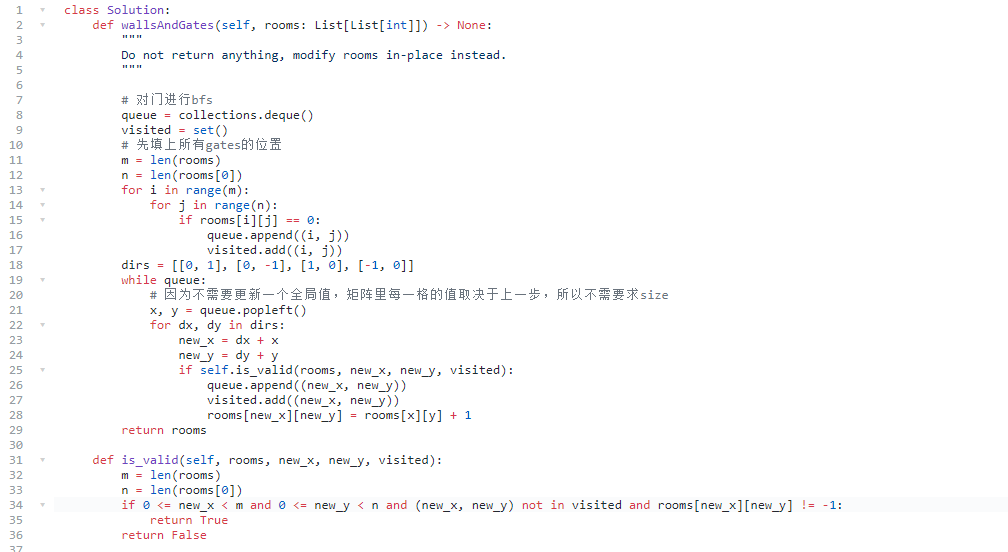 1 class Solution:
2 def wallsAndGates(self, rooms: List[List[int]]) -> None:
3 """
4 Do not return anything, modify rooms in-place instead.
5 """
6
7 # 对门进行bfs
8 queue = collections.deque()
9 visited = set()
10 # 先填上所有gates的位置
11 m = len(rooms)
12 n = len(rooms[0])
13 for i in range(m):
14 for j in range(n):
15 if rooms[i][j] == 0:
16 queue.append((i, j))
17 visited.add((i, j))
18 dirs = [[0, 1], [0, -1], [1, 0], [-1, 0]]
19 while queue:
20 # 因为不需要更新一个全局值，矩阵里每一格的值取决于上一步，所以不需要求size
21 x, y = queue.popleft()
22 for dx, dy in dirs:
23 new_x = dx + x
24 new_y = dy + y
25 if self.is_valid(rooms, new_x, new_y, visited):
26 queue.append((new_x, new_y))
27 visited.add((new_x, new_y))
28 rooms[new_x][new_y] = rooms[x][y] + 1
29 return rooms
30
31 def is_valid(self, rooms, new_x, new_y, visited):
32 m = len(rooms)
33 n = len(rooms[0])
34 if 0 <= new_x < m and 0 <= new_y < n and (new_x, new_y) not in visited and rooms[new_x][new_y] != -1:
35 return True
36 return False
37